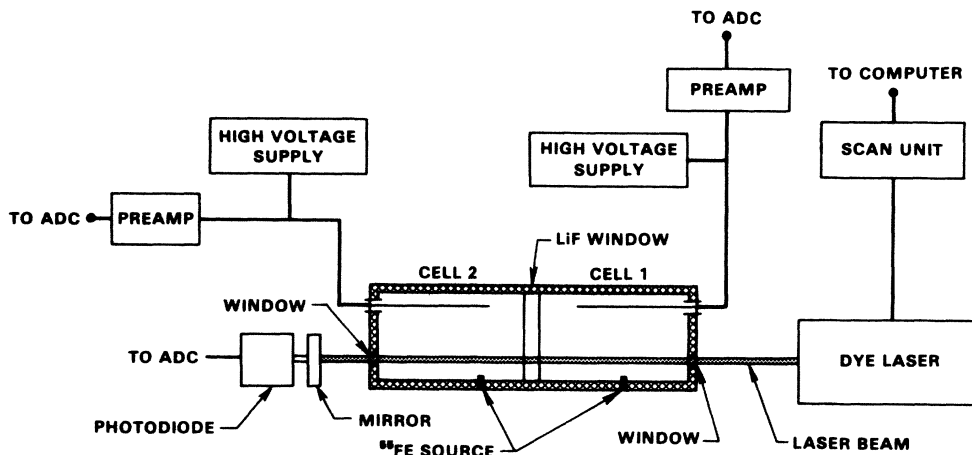 TO ADC
PREAMP
TO COMPUTER
SCAN UNIT
HIGH VOLTAGE
SUPPLY
HIGH VOLTAGE
SUPPLY
TO ADC
PREAMP
LiF WINDOW
CELL 2
CELL 1
WINDOW
TO ADC
DYE LASER
PHOTODIODE
MIRROR
⁵⁵FE SOURCE
WINDOW
LASER BEAM